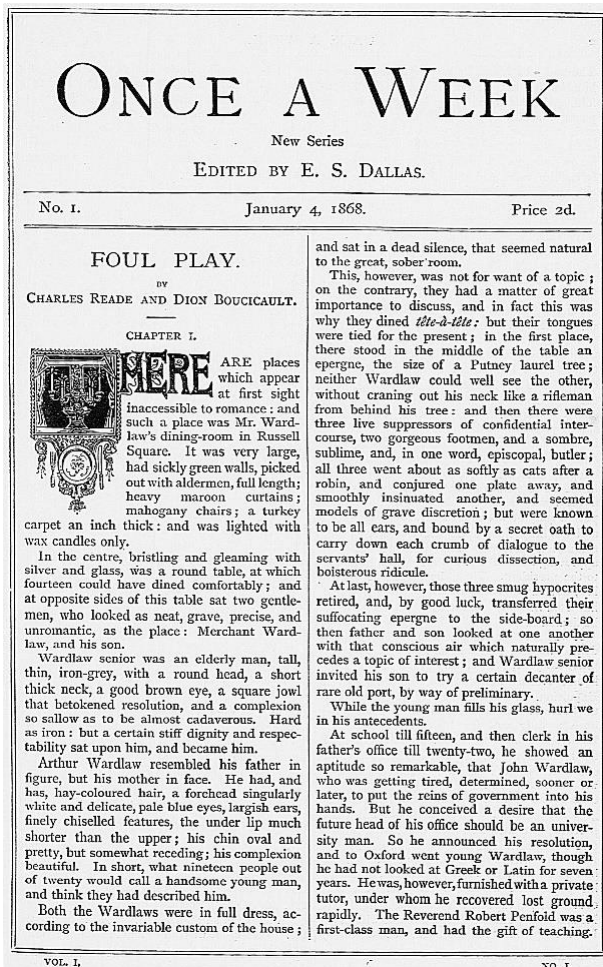 ONCE A WEEK
New Series
EDITED BY E. S. DALLAS.
No. 1.
January 4, 1868.
Price 2d.
FOUL PLAY.
BY
CHARLES READE AND DION BOUCICAULT.
CHAPTER I.
THERE ARE places
which appear
at first sight
inaccessible to romance : and
such a place was Mr. Ward-
law's dining-room in Russell
Square. It was very large,
had sickly green walls, picked
out with aldermen, full length;
heavy maroon curtains;
mahogany chairs; a turkey
carpet an inch thick : and was lighted with
wax candles only.
In the centre, bristling and gleaming with
silver and glass, was a round table, at which
fourteen could have dined comfortably; and
at opposite sides of this table sat two gentle-
men, who looked as neat, grave, precise, and
unromantic, as the place: Merchant Ward-
law, and his son.
Wardlaw senior was an elderly man, tall,
thin, iron-grey, with a round head, a short
thick neck, a good brown eye, a square jowl
that betokened resolution, and a complexion
so sallow as to be almost cadaverous. Hard
as iron : but a certain stiff dignity and respec-
tability sat upon him, and became him.
Arthur Wardlaw resembled his father in
figure, but his mother in face. He had, and
has, hay-coloured hair, a forehead singularly
white and delicate, pale blue eyes, largish ears,
finely chiselled features, the under lip much
shorter than the upper; his chin oval and
pretty, but somewhat receding; his complexion
beautiful. In short, what nineteen people out
of twenty would call a handsome young man,
and think they had described him.
Both the Wardlaws were in full dress, ac-
cording to the invariable custom of the house;
and sat in a dead silence, that seemed natural
to the great, sober room.
This, however, was not for want of a topic;
on the contrary, they had a matter of great
importance to discuss, and in fact this was
why they dined tête-à-tête: but their tongues
were tied for the present; in the first place,
there stood in the middle of the table an
epergne, the size of a Putney laurel tree;
neither Wardlaw could well see the other,
without craning out his neck like a rifleman
from behind his tree : and then there were
three live suppressors of confidential inter-
course, two gorgeous footmen, and a sombre,
sublime, and, in one word, episcopal, butler;
all three went about as softly as cats after a
robin, and conjured one plate away, and
smoothly insinuated another, and seemed
models of grave discretion; but were known
to be all ears, and bound by a secret oath to
carry down each crumb of dialogue to the
servants' hall, for curious dissection, and
boisterous ridicule.
At last, however, those three smug hypocrites
retired, and, by good luck, transferred their
suffocating epergne to the side-board; so
then father and son looked at one another
with that conscious air which naturally pre-
cedes a topic of interest; and Wardlaw senior
invited his son to try a certain decanter of
rare old port, by way of preliminary.
While the young man fills his glass, hurl we
in his antecedents.
At school till fifteen, and then clerk in his
father's office till twenty-two, he showed an
aptitude so remarkable, that John Wardlaw,
who was getting tired, determined, sooner or
later, to put the reins of government into his
hands. But he conceived a desire that the
future head of his office should be an univer-
sity man. So he announced his resolution,
and to Oxford went young Wardlaw, though
he had not looked at Greek or Latin for seven
years. He was, however, furnished with a private
tutor, under whom he recovered lost ground
rapidly. The Reverend Robert Penfold was a
first-class man, and had the gift of teaching.
VOL. I.
NO. I.